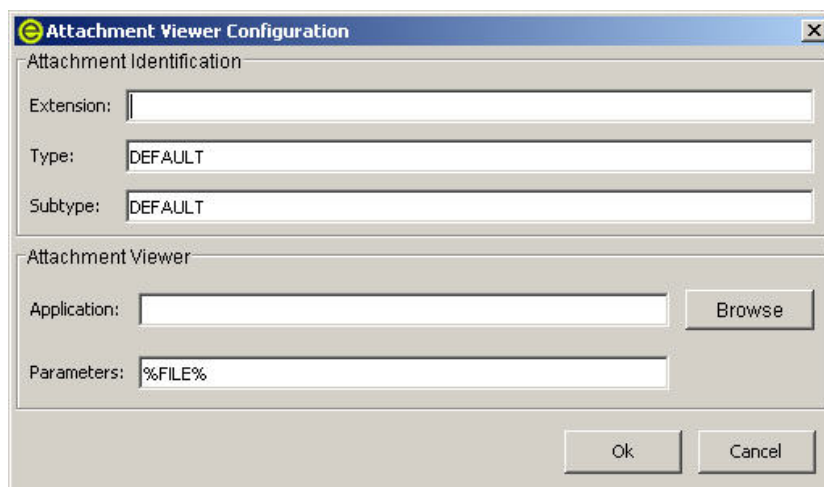 Attachment Viewer Configuration
Attachment Identification
Extension:
Type: DEFAULT
Subtype: DEFAULT
Attachment Viewer
Application: Browse
Parameters: %FILE%
Ok Cancel